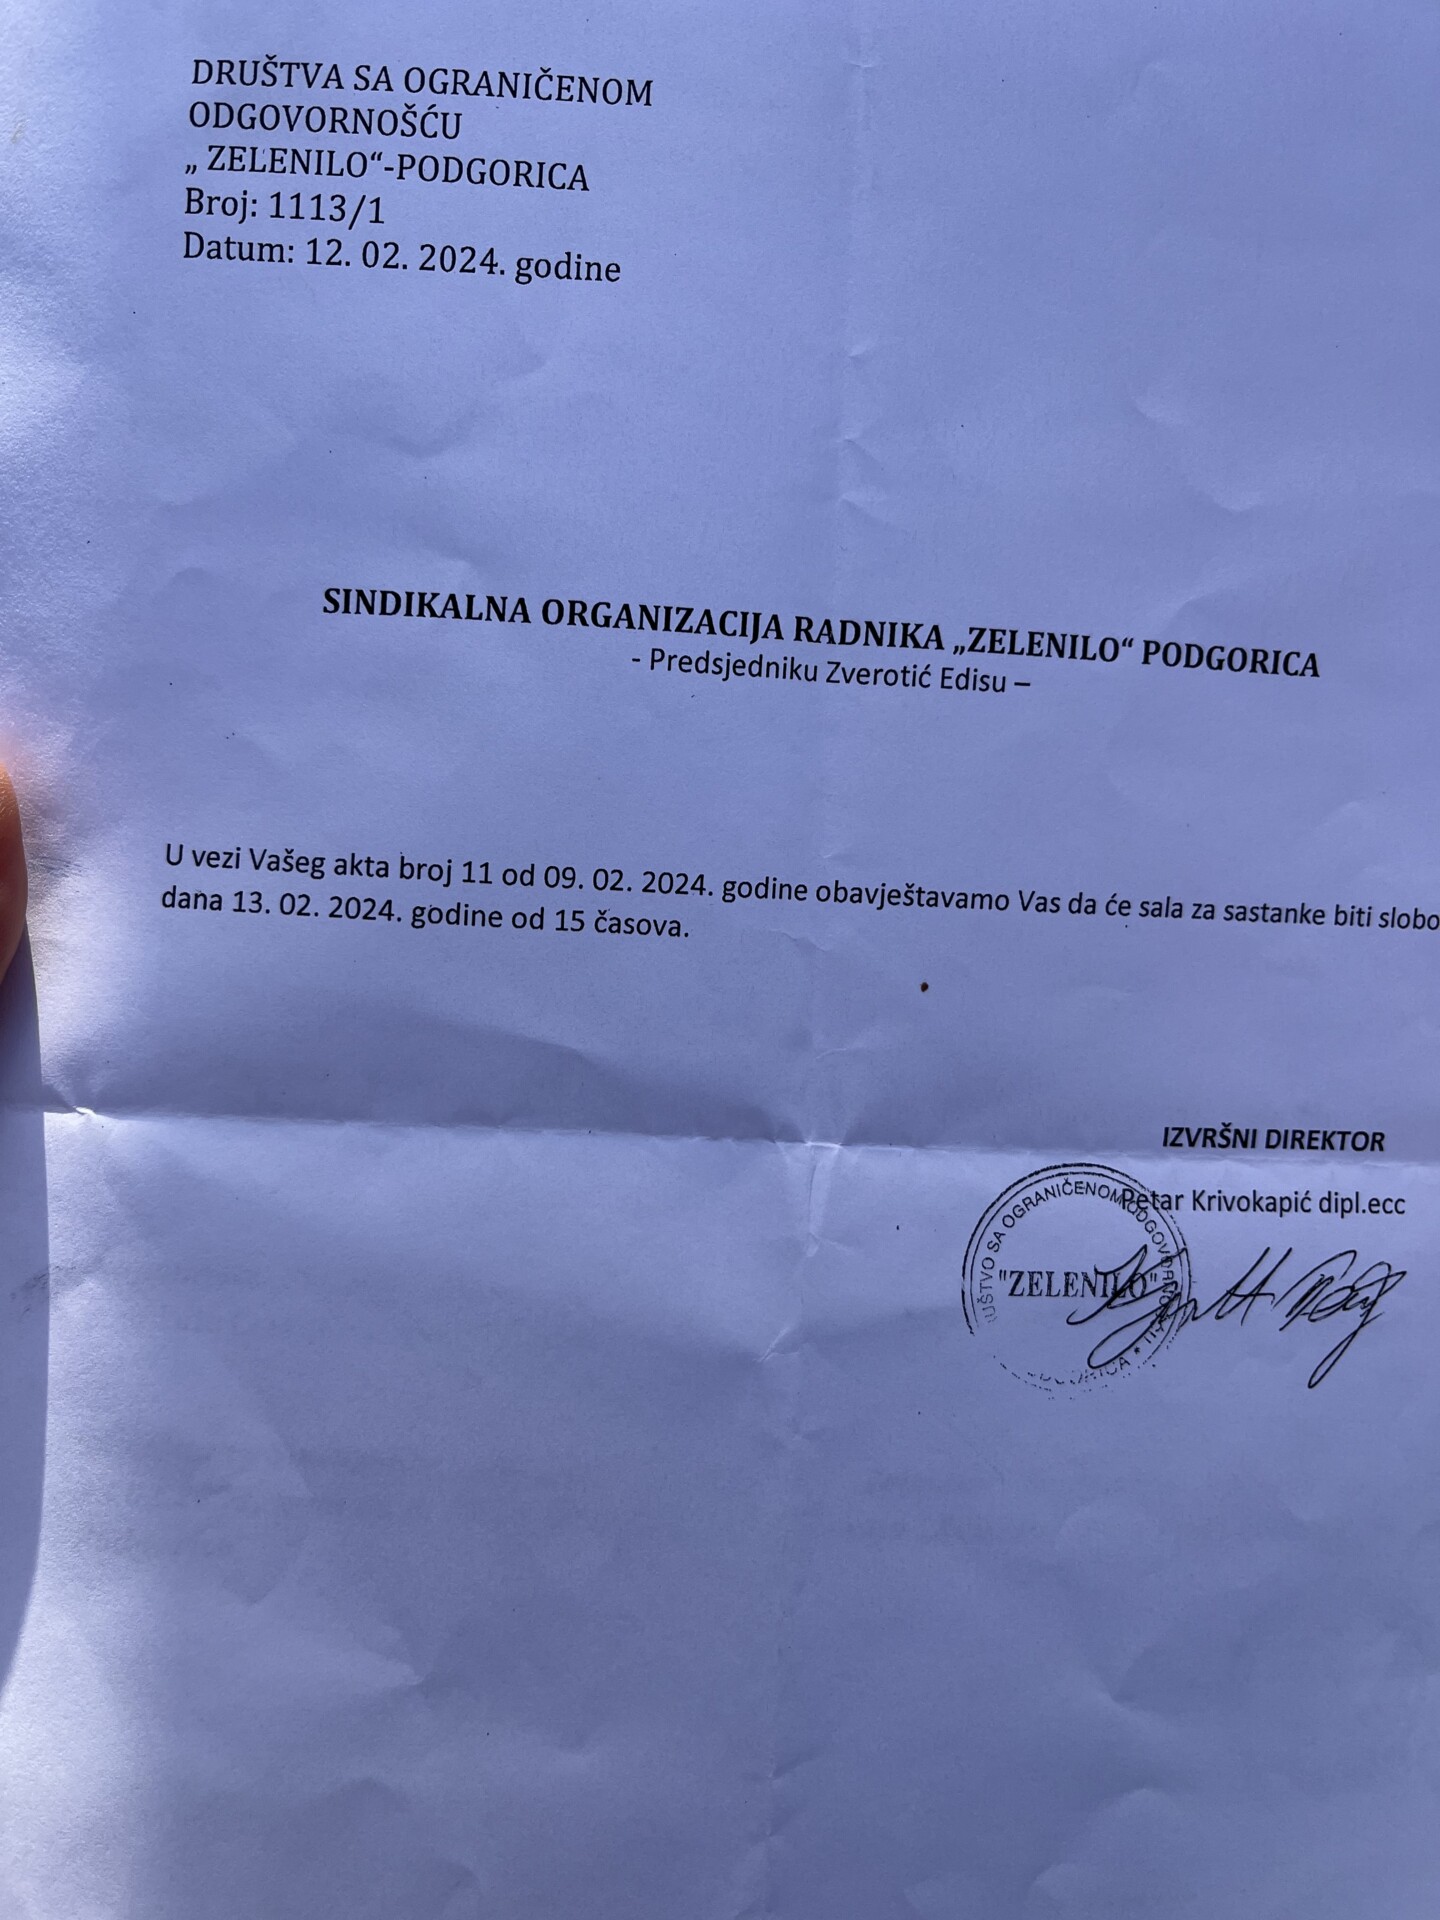 DRUŠTVA SA OGRANIČENOM
ODGOVORNOŠĆU
„ ZELENILO“-PODGORICA
Broj: 1113/1
Datum: 12. 02. 2024. godine
SINDIKALNA ORGANIZACIJA RADNIKA „ZELENILO“ PODGORICA
- Predsjedniku Zverotić Edisu –
U vezi Vašeg akta broj 11 od 09. 02. 2024. godine obavještavamo Vas da će sala za sastanke biti slobo
dana 13. 02. 2024. godine od 15 časova.
IZVRŠNI DIREKTOR
Petar Krivokapić dipl.ecc
"ZELENILO"
SA OGRANIČENOM